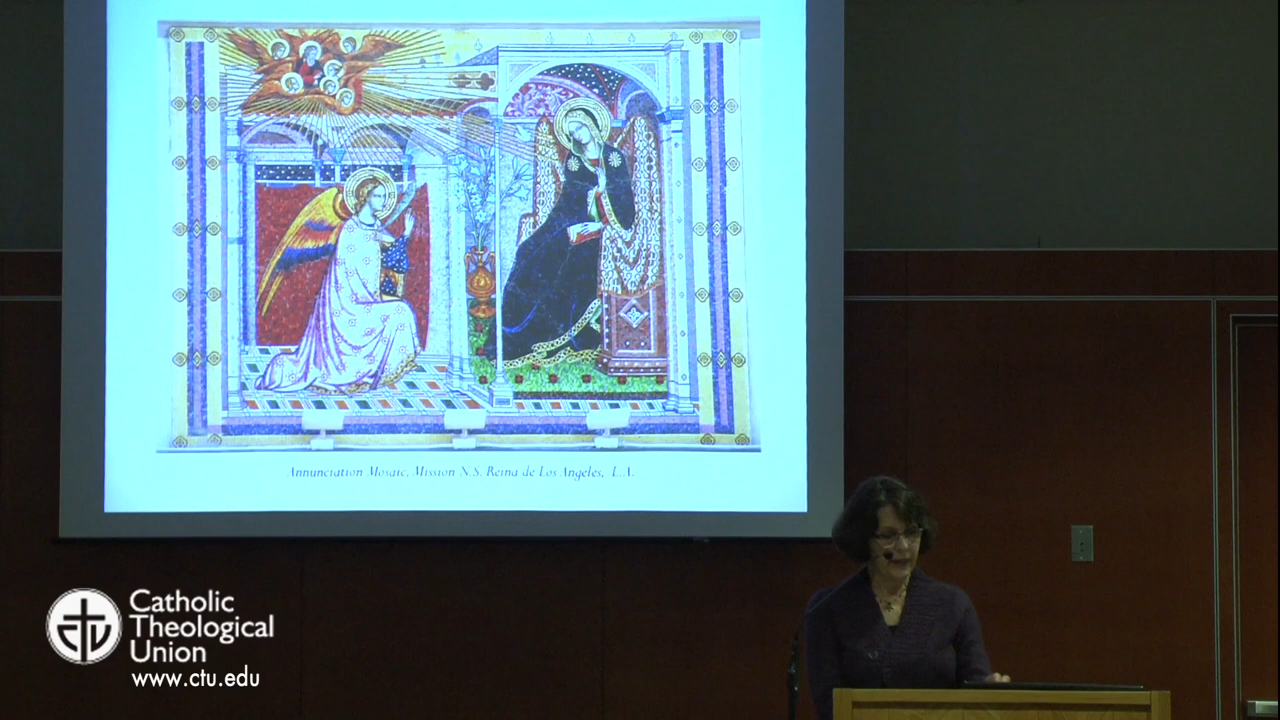 Annunciation Mosaic, Mission N.S. Reina de Los Angeles, L.A.
Catholic
Theological
Union
www.ctu.edu